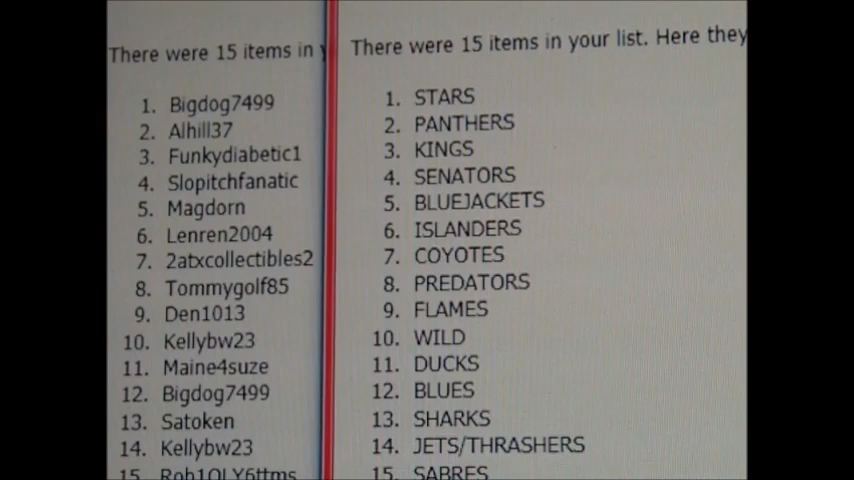 There were 15 items in
1. Bigdog7499
2. Alhill37
3. Funkydiabetic1
4. Slopitchfanatic
5. Magdorn
6. Lenren2004
7. 2atxcollectibles2
8. Tommygolf85
9. Den1013
10. Kellybw23
11. Maine4suze
12. Bigdog7499
13. Satoken
14. Kellybw23
15.
There were 15 items in your list. Here they
1. STARS
2. PANTHERS
3. KINGS
4. SENATORS
5. BLUEJACKETS
6. ISLANDERS
7. COYOTES
8. PREDATORS
9. FLAMES
10. WILD
11. DUCKS
12. BLUES
13. SHARKS
14. JETS/THRASHERS
15. SABRES